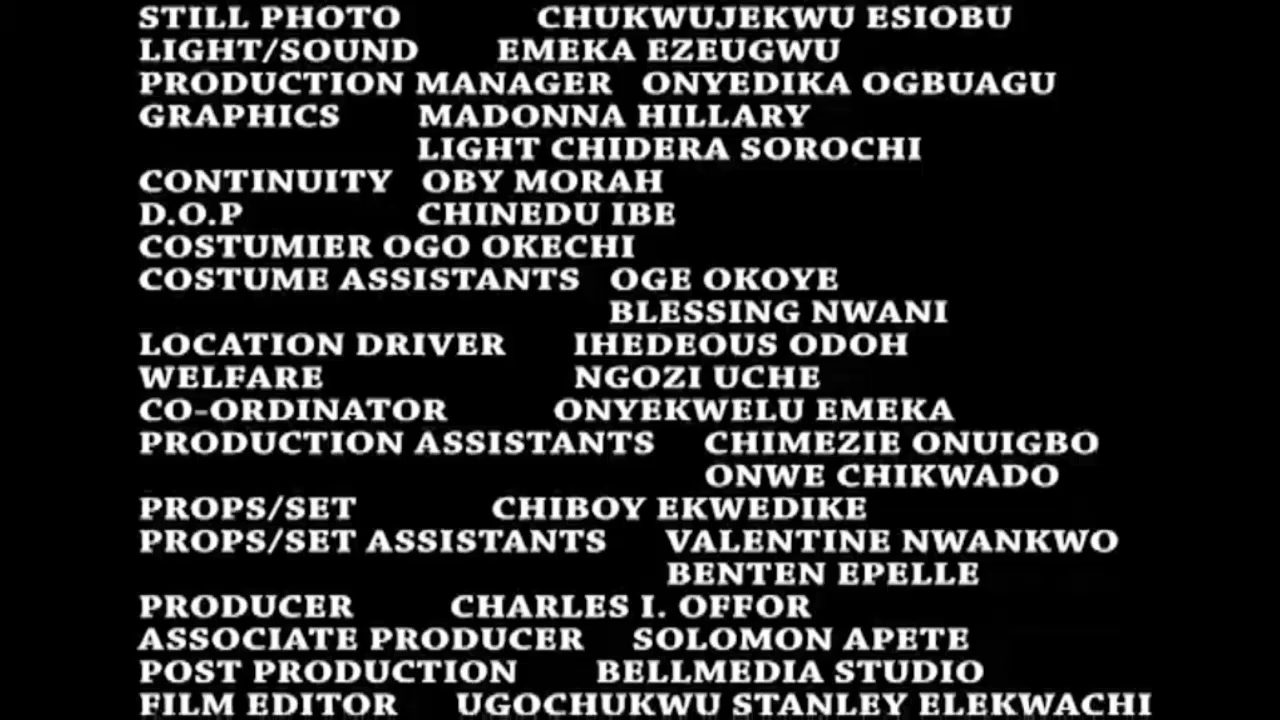 STILL PHOTO CHUKWUJEKWU ESIOBU
LIGHT/SOUND EMEKA EZEUGWU
PRODUCTION MANAGER ONYEDIKA OGBUAGU
GRAPHICS MADONNA HILLARY
LIGHT CHIDERA SOROCHI
CONTINUITY OBY MORAH
D.O.P CHINEDU IBE
COSTUMIER OGO OKECHI
COSTUME ASSISTANTS OGE OKOYE
BLESSING NWANI
LOCATION DRIVER IHEDEOUS ODOH
WELFARE NGOZI UCHE
CO-ORDINATOR ONYEKWELU EMEKA
PRODUCTION ASSISTANTS CHIMEZIE ONUIGBO
ONWE CHIKWADO
PROPS/SET CHIBOY EKWEDIKE
PROPS/SET ASSISTANTS VALENTINE NWANKWO
BENTEN EPELLE
PRODUCER CHARLES I. OFFOR
ASSOCIATE PRODUCER SOLOMON APETE
POST PRODUCTION BELLMEDIA STUDIO
FILM EDITOR UGOCHUKWU STANLEY ELEKWACHI